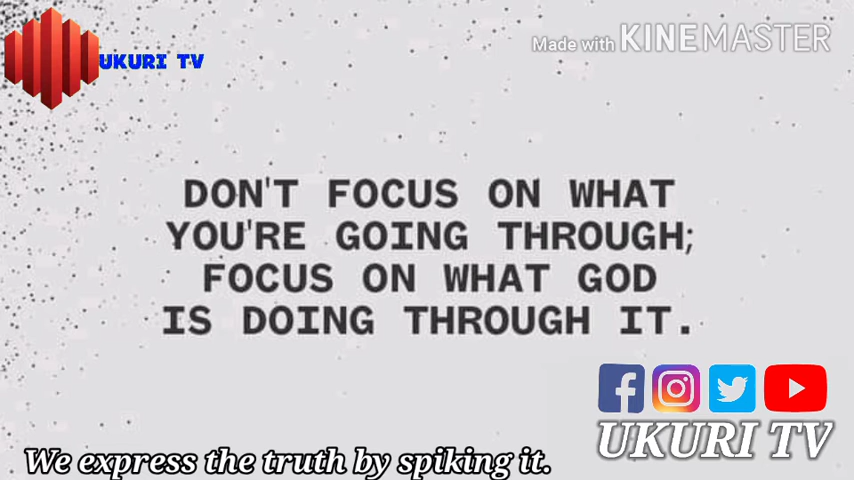 UKURI TV
Made with KINEMASTER
DON'T FOCUS ON WHAT
YOU'RE GOING THROUGH;
FOCUS ON WHAT GOD
IS DOING THROUGH IT.
UKURI TV
We express the truth by spiking it.